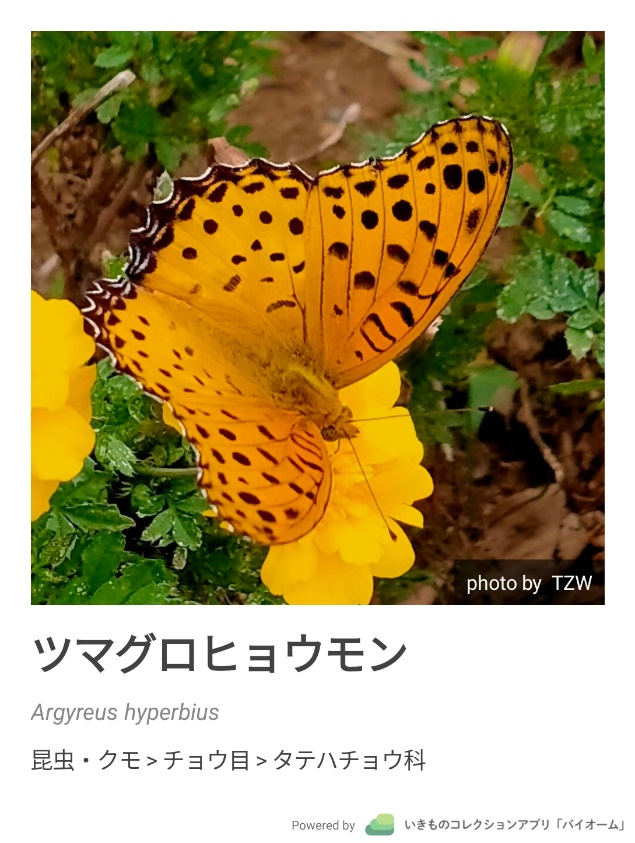 photo by TZW
ツマグロヒョウモン
Argyreus hyperbius
昆虫・クモ > チョウ目 > タテハチョウ科
Powered by いきものコレクションアプリ「バイオーム」